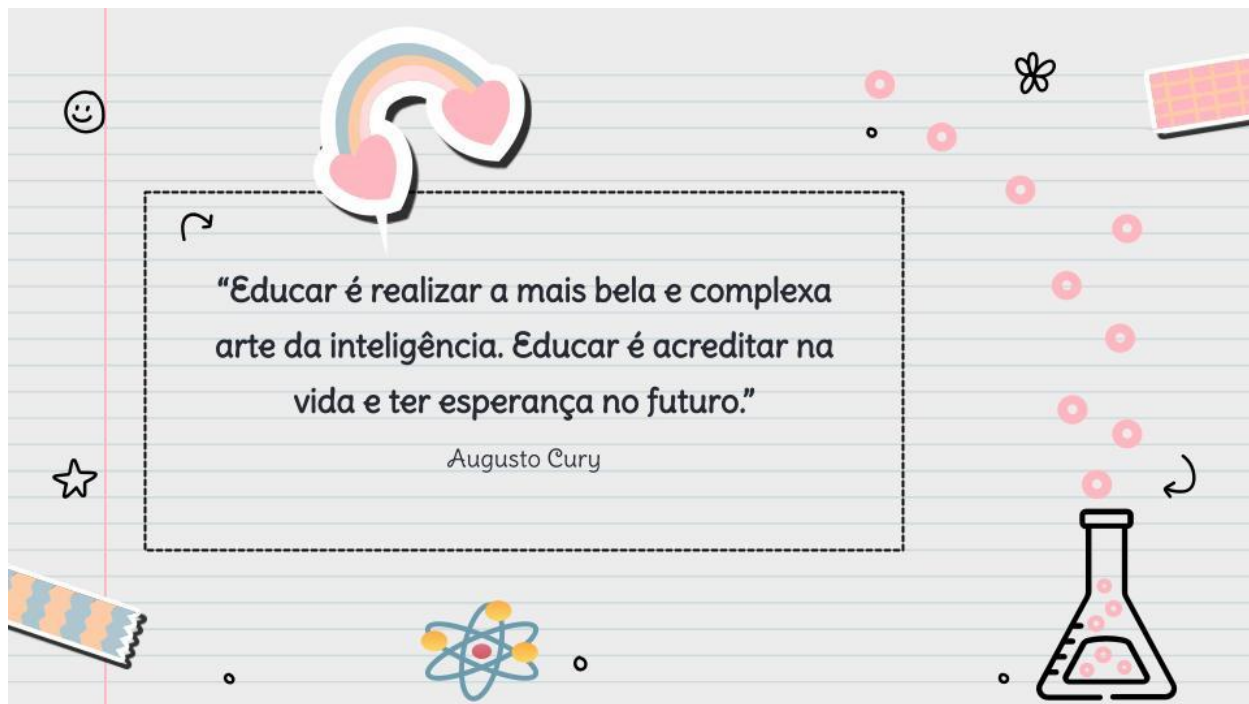 “Educar é realizar a mais bela e complexa
arte da inteligência. Educar é acreditar na
vida e ter esperança no futuro.”
Augusto Cury